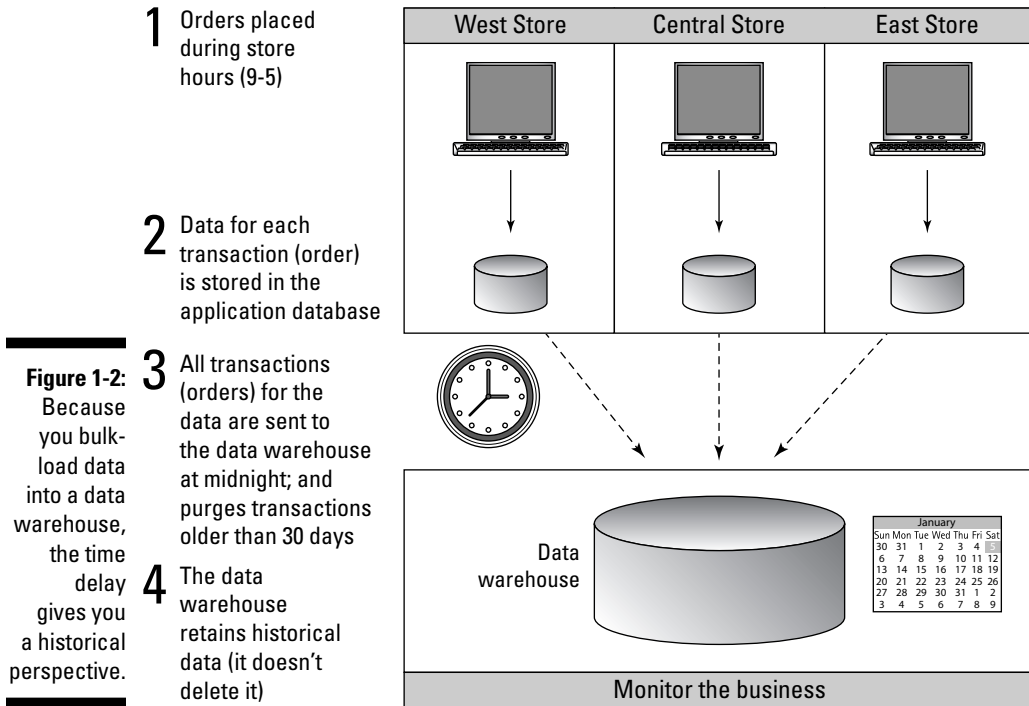 1 Orders placed
during store
hours (9-5)
2 Data for each
transaction (order)
is stored in the
application database
3 All transactions
(orders) for the
data are sent to
the data warehouse
at midnight; and
purges transactions
older than 30 days
4 The data
warehouse
retains historical
data (it doesn't
delete it)
Figure 1-2:
Because
you bulk-
load data
into a data
warehouse,
the time
delay
gives you
a historical
perspective.
West Store Central Store East Store
Data
warehouse
January
Sun Mon Tue Wed Thu Fri Sat
30 31 1 2 3 4 5
6 7 8 9 10 11 12
13 14 15 16 17 18 19
20 21 22 23 24 25 26
27 28 29 30 31 1 2
3 4 5 6 7 8 9
Monitor the business